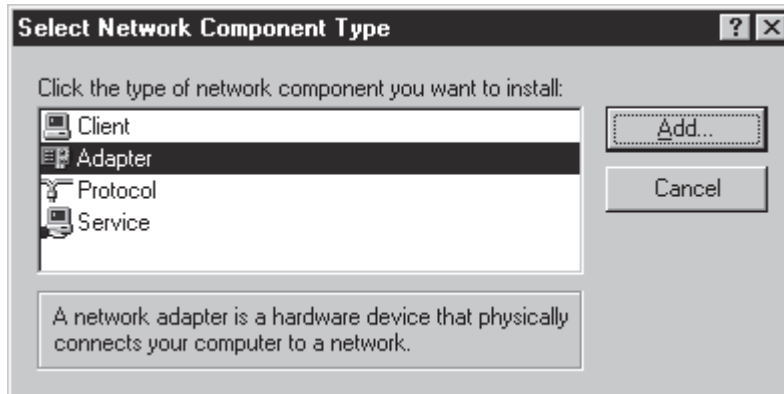 Select Network Component Type
Click the type of network component you want to install:
Client
Adapter
Protocol
Service
Add...
Cancel
A network adapter is a hardware device that physically
connects your computer to a network.